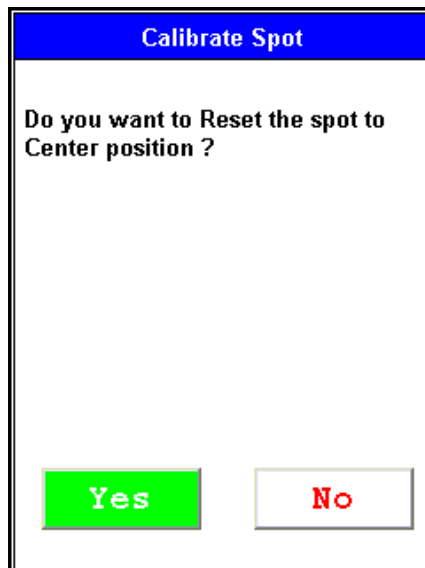 Calibrate Spot
Do you want to Reset the spot to
Center position ?
Yes
No